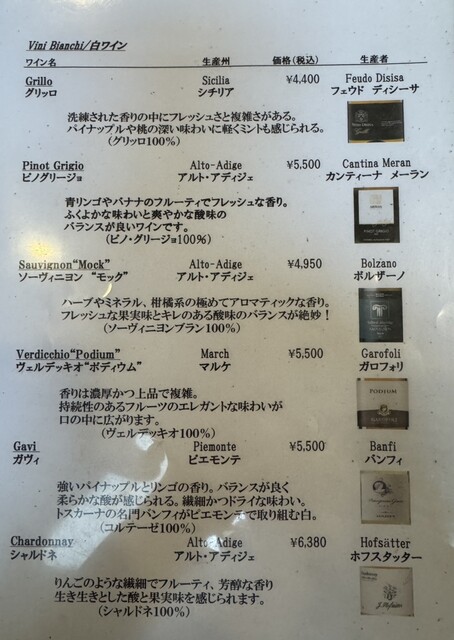 Vini Bianchi/白ワイン
ワイン名 生産州 価格(税込) 生産者
Grillo Sicilia ¥4,400 Feudo Disisa
グリッロ シチリア フェウド ディシーサ
洗練された香りの中にフレッシュさと複雑さがある。
パイナップルや桃の深い味わいに軽くミントも感じられる。
(グリッロ100%)
Pinot Grigio Alto-Adige ¥5,500 Cantina Meran
ピノグリージョ アルト・アディジェ カンティーナ メーラン
青リンゴやバナナのフルーティでフレッシュな香り。
ふくよかな味わいと爽やかな酸味の
バランスが良いワインです。
(ピノ・グリージョ100%)
Sauvignon“Mock” Alto-Adige ¥4,950 Bolzano
ソーヴィニヨン “モック” アルト・アディジェ ボルザーノ
ハーブやミネラル、柑橘系の極めてアロマティックな香り。
フレッシュな果実味とキレのある酸味のバランスが絶妙!
(ソーヴィニヨンブラン100%)
Verdicchio“Podium” March ¥5,500 Garofoli
ヴェルデッキオ“ポディウム” マルケ ガロフォリ
PODIUM
香りは濃厚かつ上品で複雑。
持続性のあるフルーツのエレガントな味わいが
口の中に広がります。
(ヴェルデッキオ100%)
Gavi Piemonte ¥5,500 Banfi
ガヴィ ピエモンテ バンフィ
強いパイナップルとリンゴの香り。バランスが良く
柔らかな酸が感じられる。繊細かつドライな味わい。
トスカーナの名門バンフィがピエモンテで取り組む白。
(コルテーゼ100%)
Chardonnay Alto-Adige ¥6,380 Hofsätter
シャルドネ アルト・アディジェ ホフスタッター
りんごのような繊細でフルーティ、芳醇な香り
生き生きとした酸と果実味を感じられます。
(シャルドネ100%)